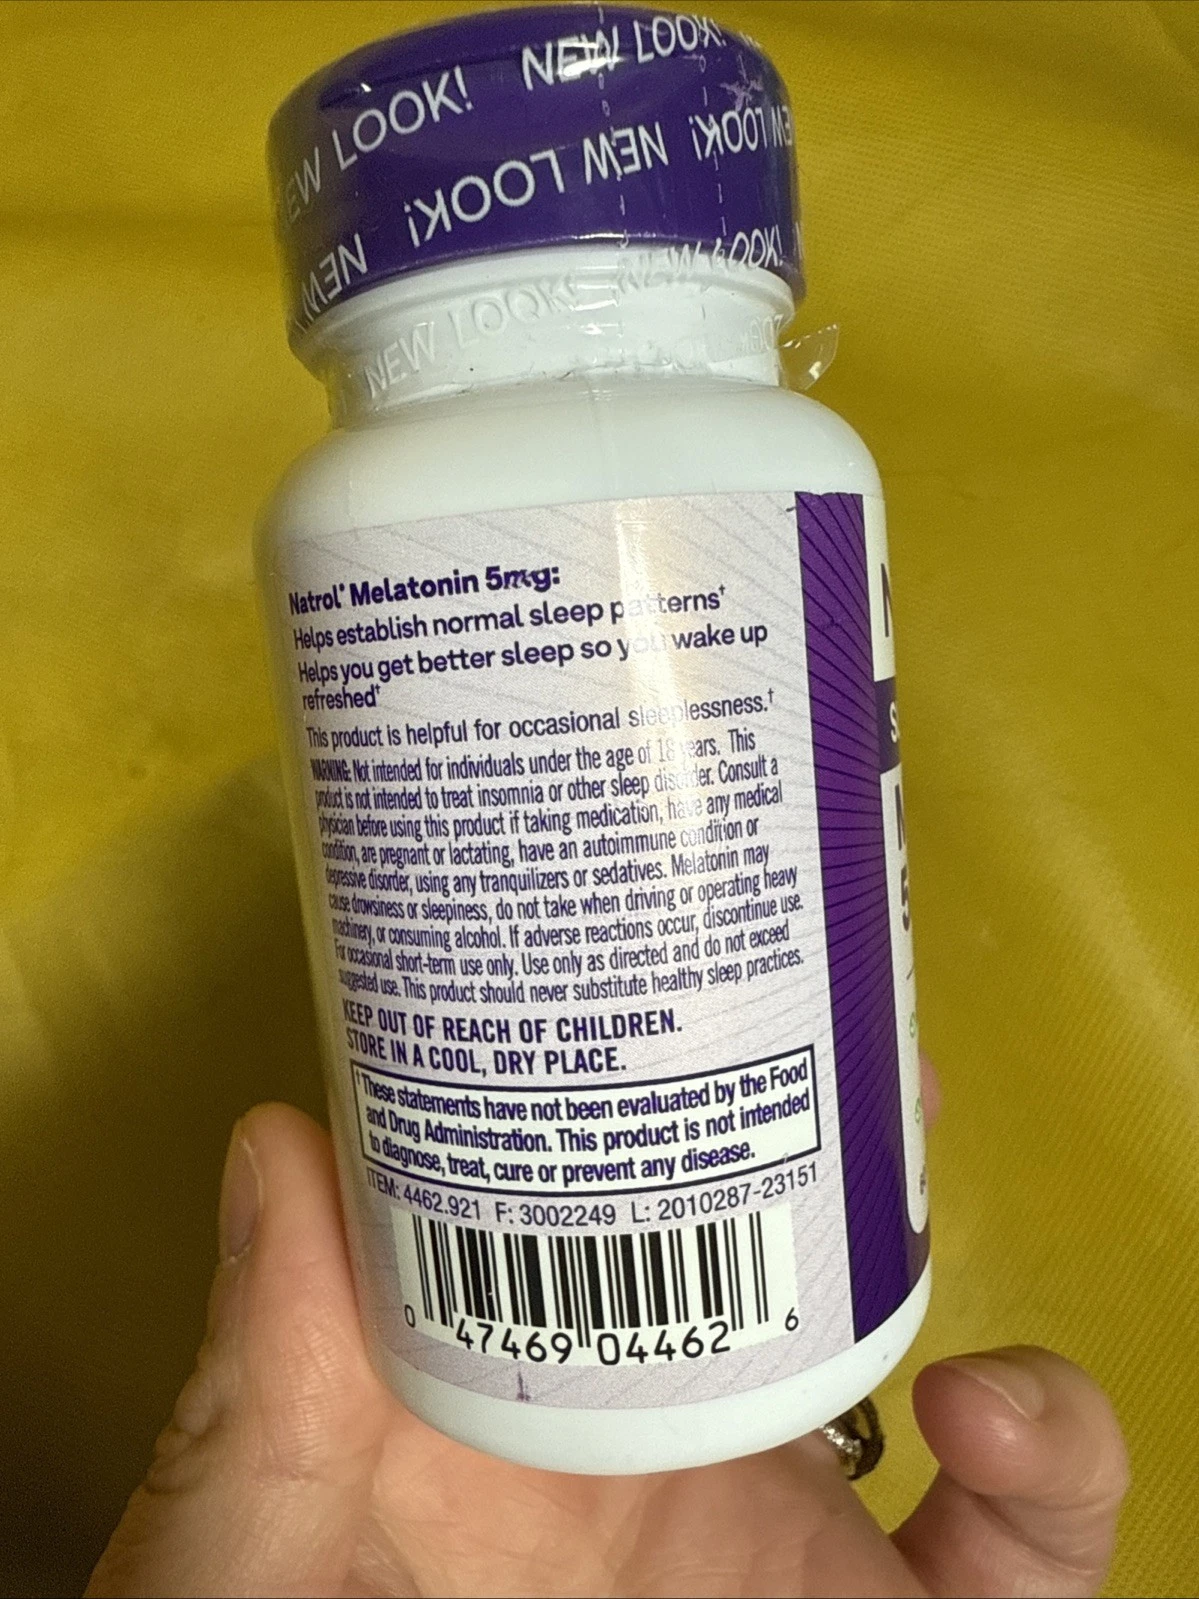 NEW LOOK! NEW LOOK!
NEW LOOK! NEW LOOK! NEW
NEW LOOK! NEW LOOK!
Natrol® Melatonin 5mg:
Helps establish normal sleep patterns†
Helps you get better sleep so you wake up
refreshed†
This product is helpful for occasional sleeplessness.†
WARNING: Not intended for individuals under the age of 18 years. This
product is not intended to treat insomnia or other sleep disorder. Consult a
physician before using this product if taking medication, have any medical
condition, are pregnant or lactating, have an autoimmune condition or
depressive disorder, using any tranquilizers or sedatives. Melatonin may
cause drowsiness or sleepiness, do not take when driving or operating heavy
machinery, or consuming alcohol. If adverse reactions occur, discontinue use.
For occasional short-term use only. Use only as directed and do not exceed
suggested use. This product should never substitute healthy sleep practices.
KEEP OUT OF REACH OF CHILDREN.
STORE IN A COOL, DRY PLACE.
†These statements have not been evaluated by the Food
and Drug Administration. This product is not intended
to diagnose, treat, cure or prevent any disease.
ITEM: 4462.921 F: 3002249 L: 2010287-23151
0 47469 04462 6